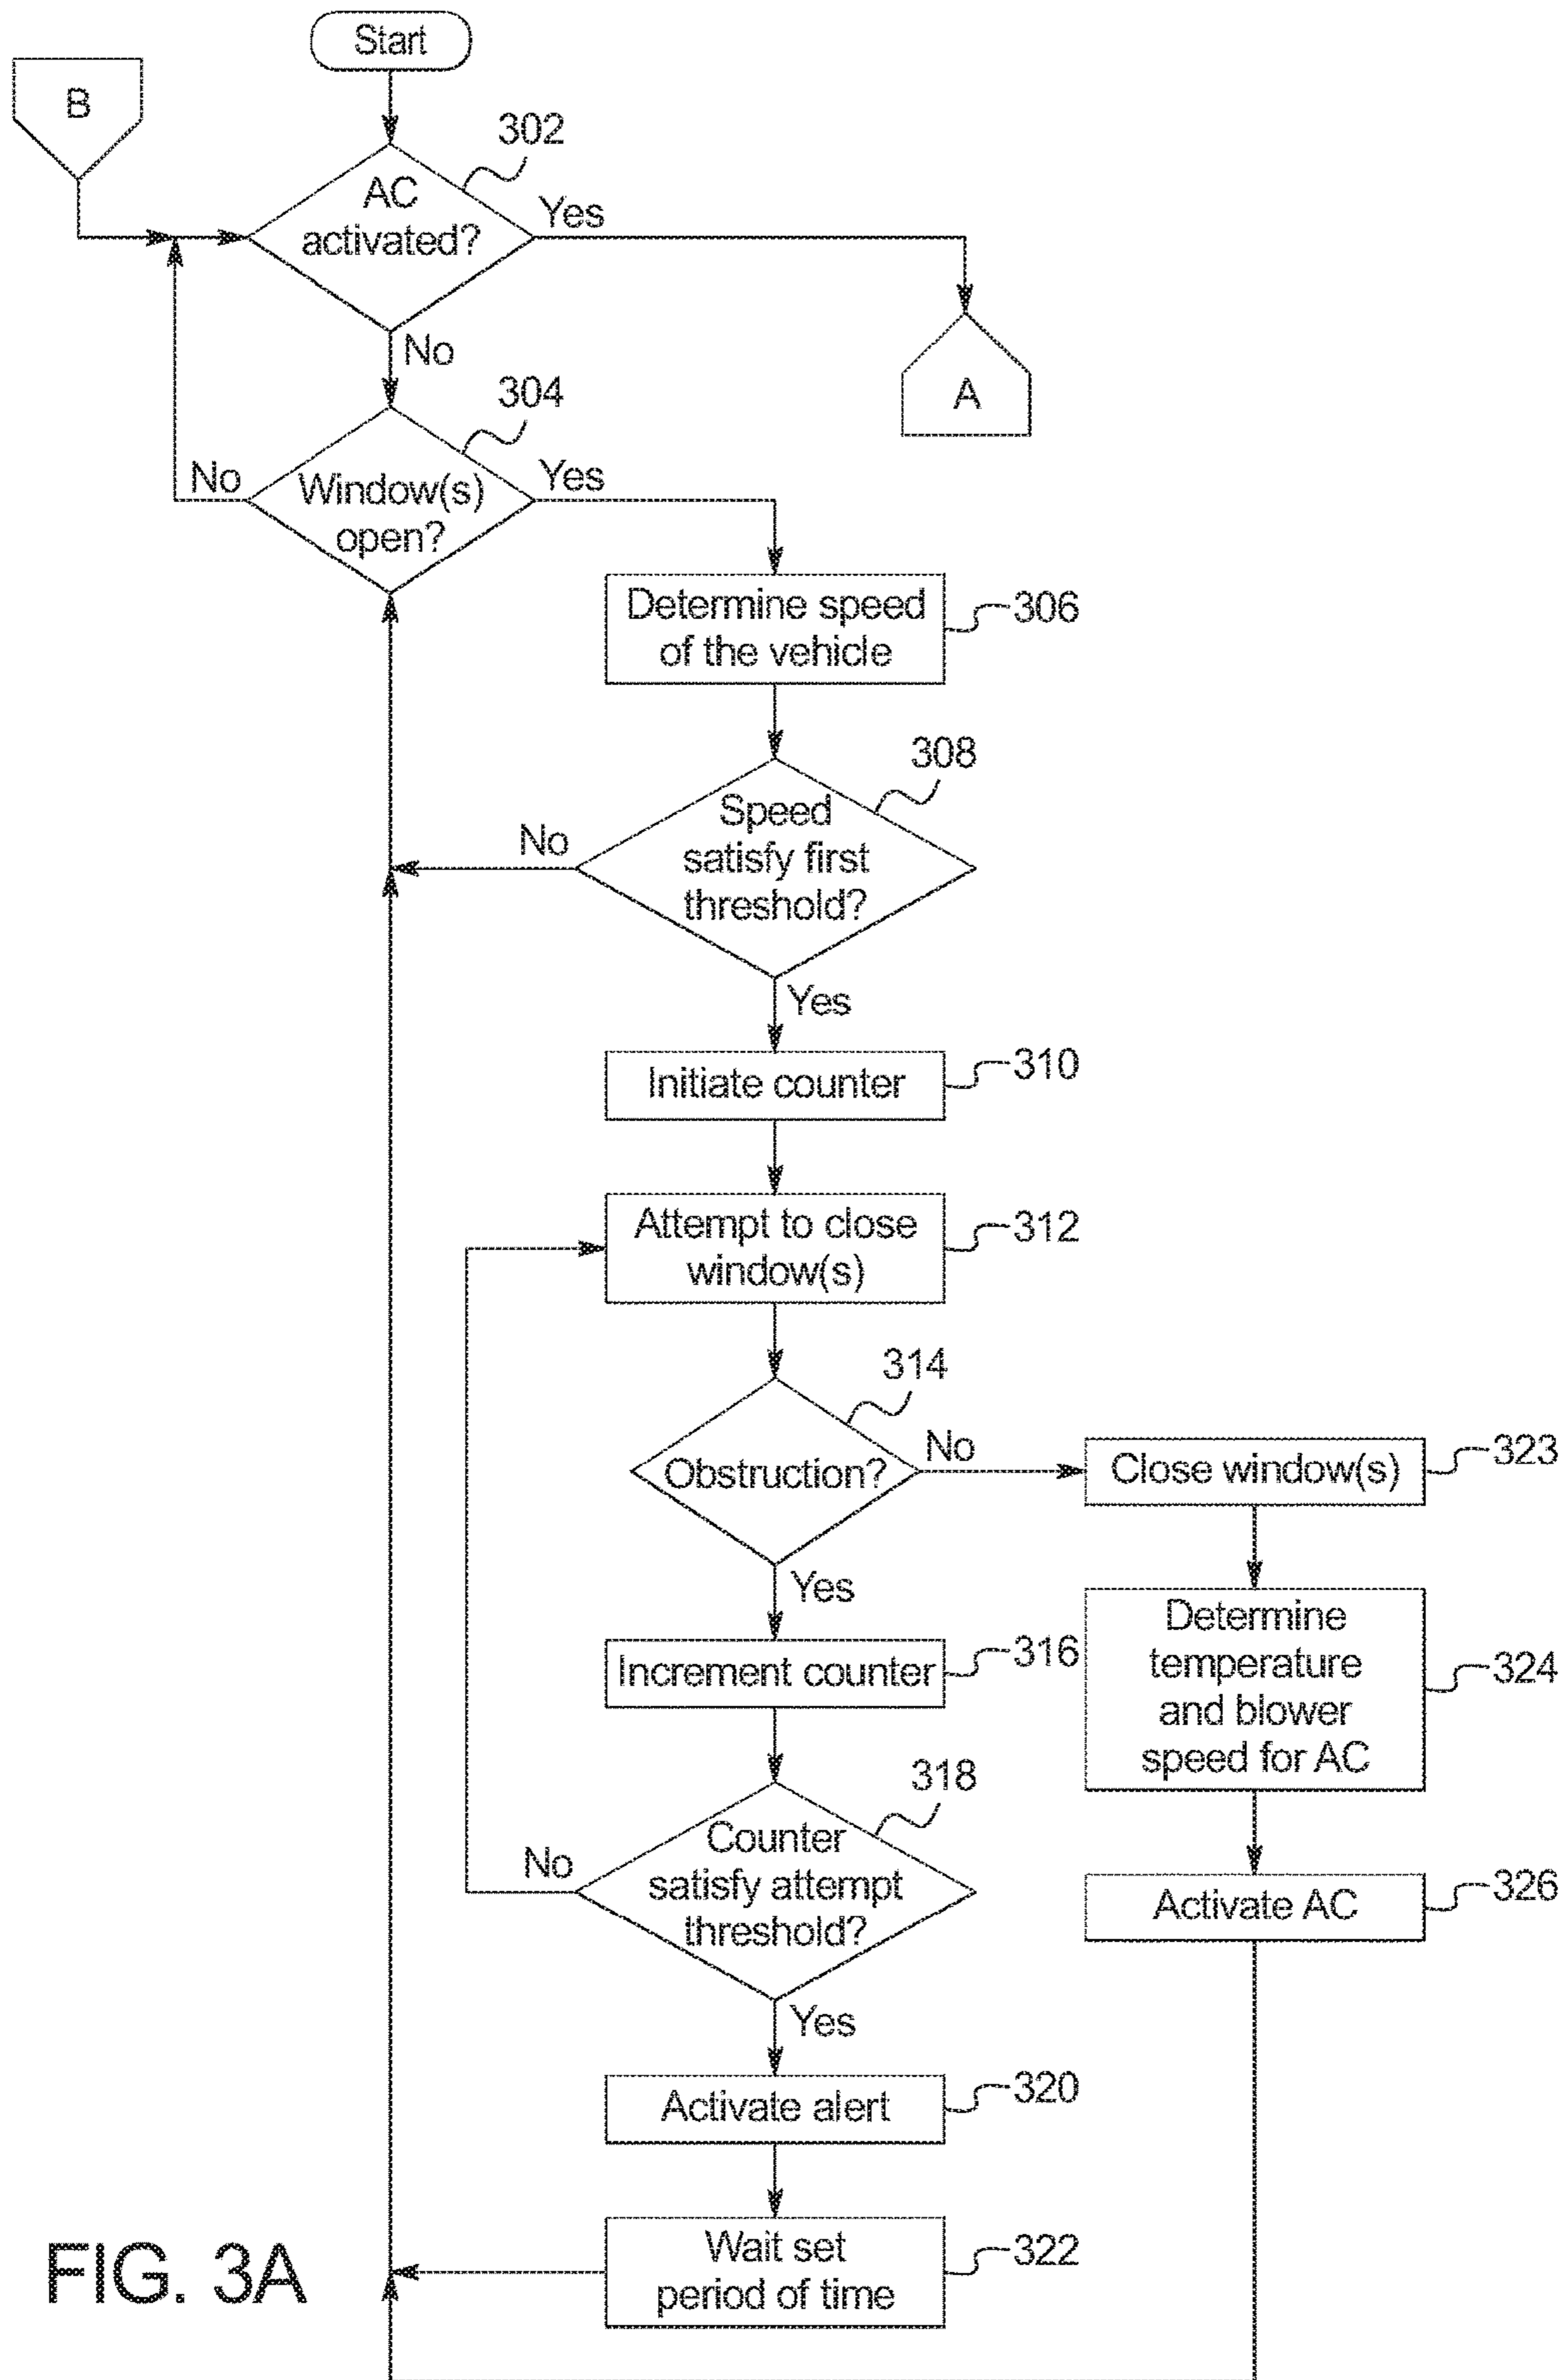 Start
B
302
AC
activated?
Yes
No
A
304
Window(s)
open?
No
Yes
Determine speed
of the vehicle
306
308
Speed
satisfy first
threshold?
No
Yes
Initiate counter
310
Attempt to close
window(s)
312
314
Obstruction?
No
Close window(s)
323
Yes
Determine
temperature
and blower
speed for AC
324
Increment counter
316
318
Counter
satisfy attempt
threshold?
No
Activate AC
326
Yes
Activate alert
320
Wait set
period of time
322
FIG. 3A